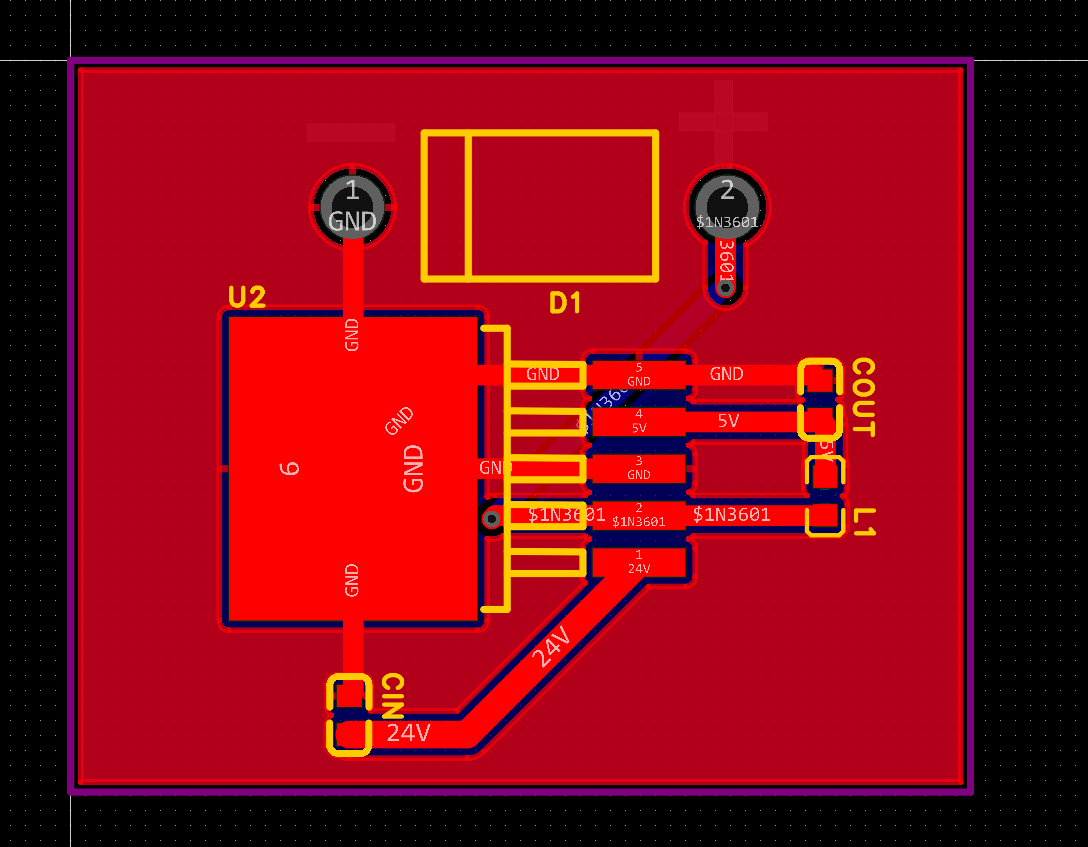 1
GND
2
$1N3601
3601
U2
D1
GND
GND
5
GND
GND
COUT
GND
4
5V
5V
5V
6
GND
GND
3
GND
$1N3601
2
$1N3601
$1N3601
L1
GND
1
24V
24V
CIN
24V